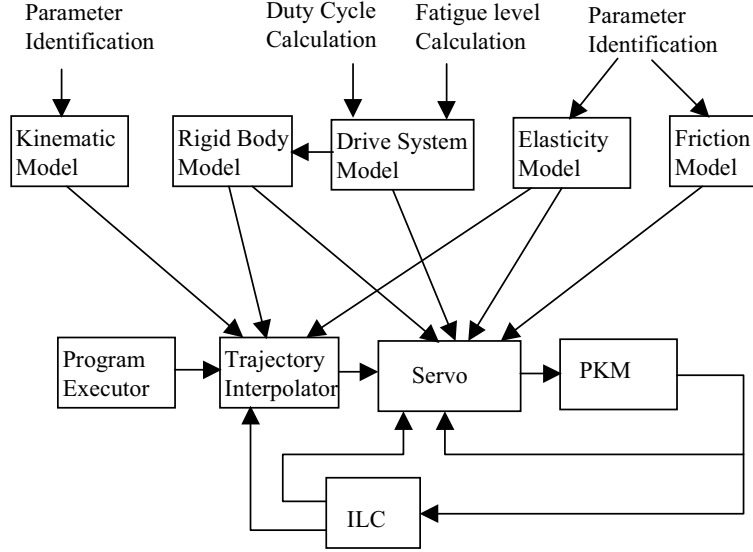 Parameter
Identification
Duty Cycle
Calculation
Fatigue level
Calculation
Parameter
Identification
Kinematic
Model
Rigid Body
Model
Drive System
Model
Elasticity
Model
Friction
Model
Program
Executor
Trajectory
Interpolator
Servo
PKM
ILC